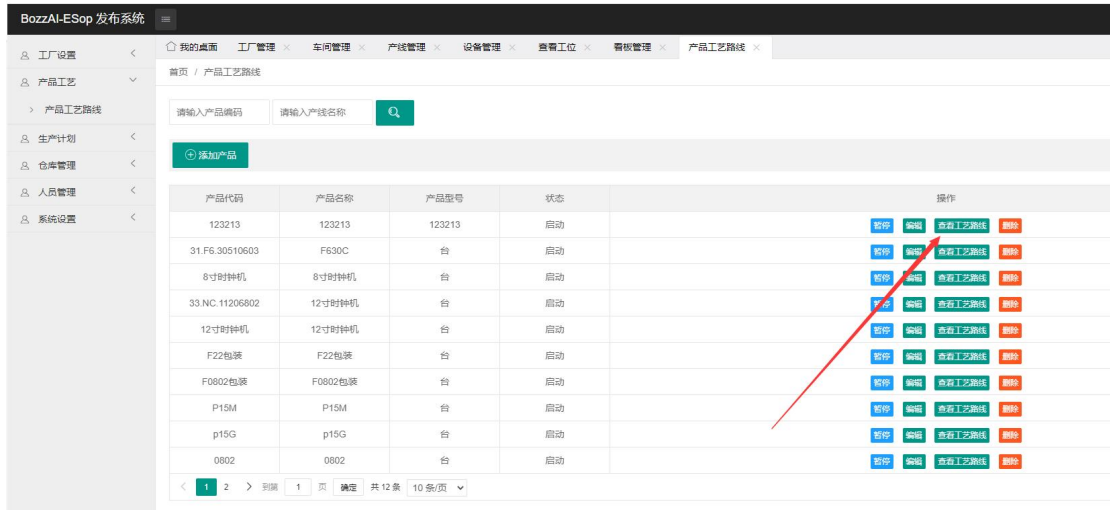 BozzAI-ESop 发布系统
工厂设置
产品工艺
产品工艺路线
生产计划
仓库管理
人员管理
系统设置
我的桌面 工厂管理 × 车间管理 × 产线管理 × 设备管理 × 查看工位 × 看板管理 × 产品工艺路线 ×
首页 / 产品工艺路线
请输入产品编码 请输入产线名称
添加产品
产品代码 产品名称 产品型号 状态 操作
123213 123213 123213 启动 暂停 编辑 查看工艺路线 删除
31.F6.30510603 F630C 台 启动 暂停 编辑 查看工艺路线 删除
8寸时钟机 8寸时钟机 台 启动 暂停 编辑 查看工艺路线 删除
33.NC.11206802 12寸时钟机 台 启动 暂停 编辑 查看工艺路线 删除
12寸时钟机 12寸时钟机 台 启动 暂停 编辑 查看工艺路线 删除
F22包装 F22包装 台 启动 暂停 编辑 查看工艺路线 删除
F0802包装 F0802包装 台 启动 暂停 编辑 查看工艺路线 删除
P15M P15M 台 启动 暂停 编辑 查看工艺路线 删除
p15G p15G 台 启动 暂停 编辑 查看工艺路线 删除
0802 0802 台 启动 暂停 编辑 查看工艺路线 删除
1 2 到第 1 页 确定 共 12 条 10 条/页